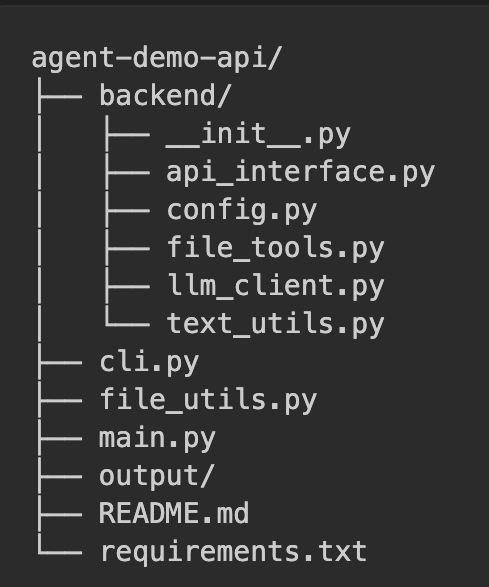 agent-demo-api/
├── backend/
│   ├── __init__.py
│   ├── api_interface.py
│   ├── config.py
│   ├── file_tools.py
│   ├── llm_client.py
│   └── text_utils.py
├── cli.py
├── file_utils.py
├── main.py
├── output/
├── README.md
└── requirements.txt